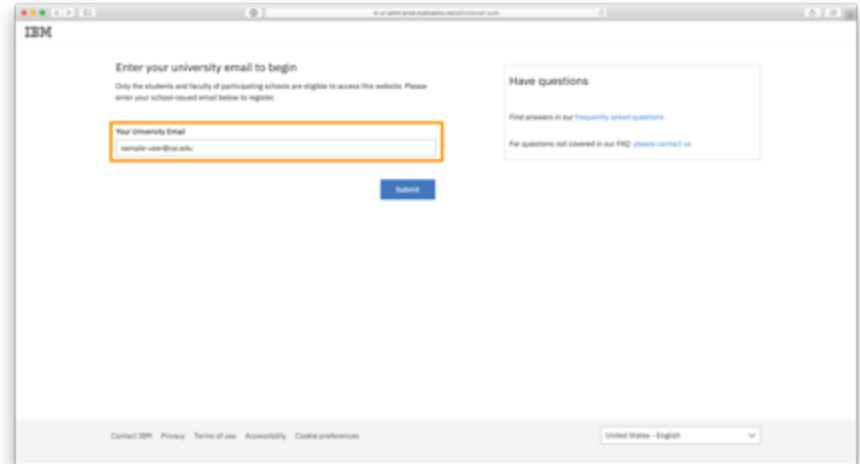 IBM
Enter your university email to begin
Only the students and faculty of participating schools are eligible to access this website. Please
enter your school-issued email below to register.
Your University Email
sample-user@rpi.edu
Submit
Have questions
Find answers in our frequently asked questions
For questions not covered in our FAQ please contact us
Contact IBM Privacy Terms of use Accessibility Cookie preferences
United States - English